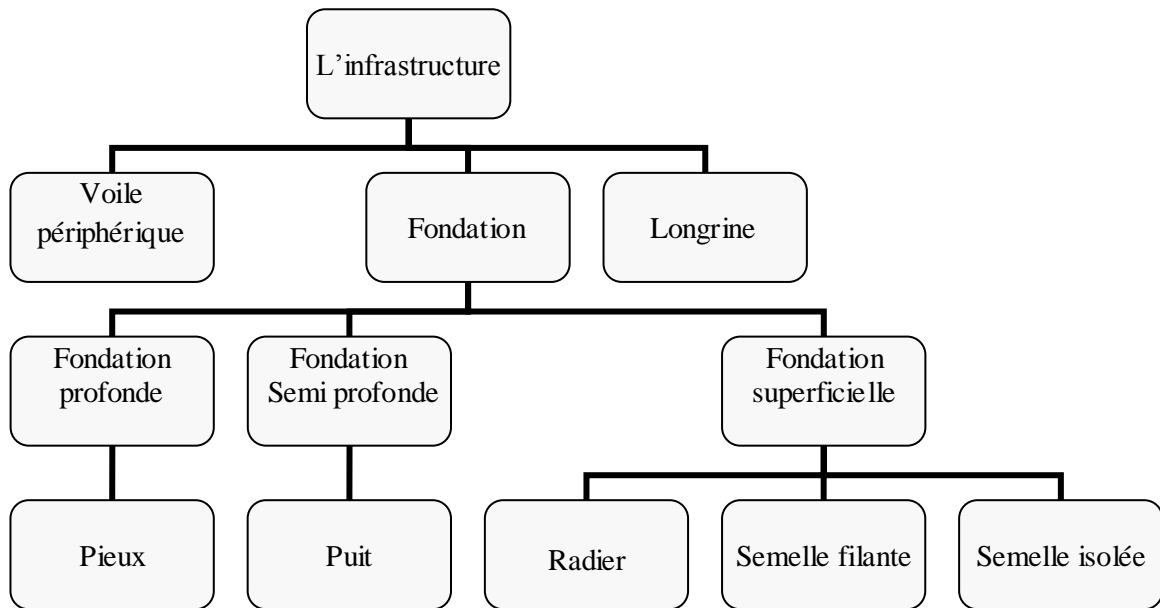 L’infrastructure
Voile
périphérique
Fondation
Longrine
Fondation
profonde
Fondation
Semi profonde
Fondation
superficielle
Pieux
Puit
Radier
Semelle filante
Semelle isolée